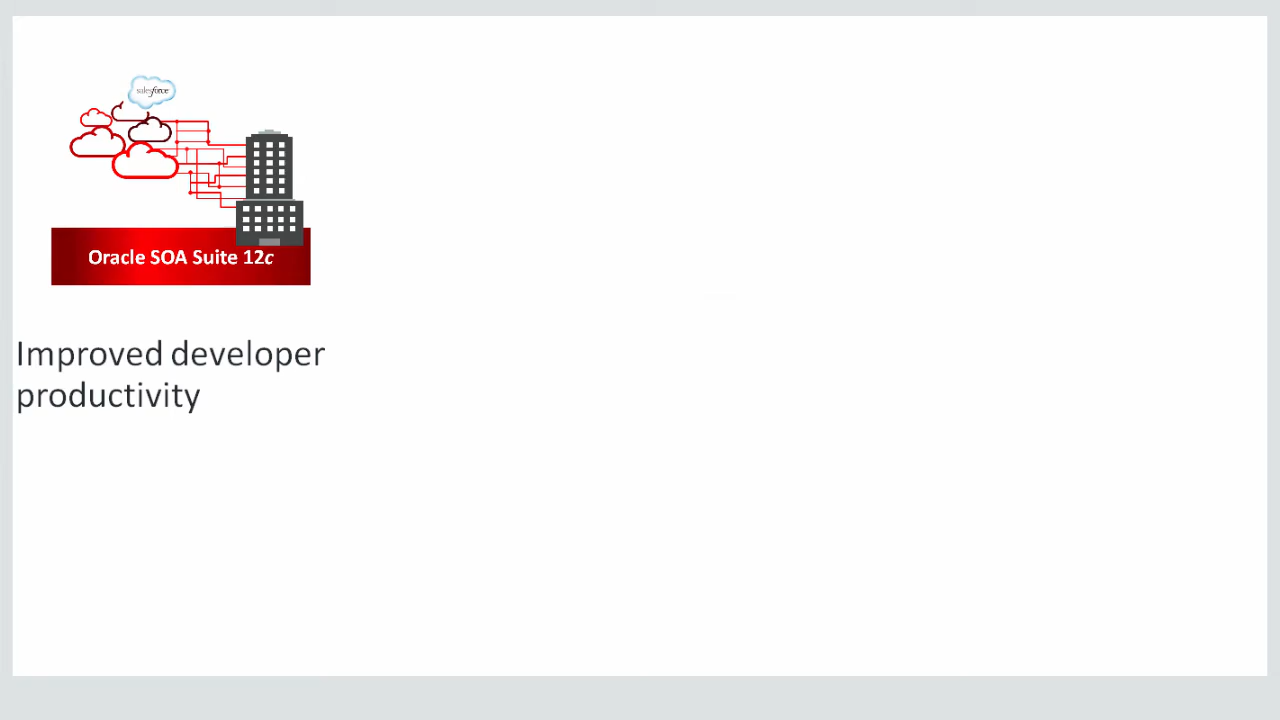 salesforce
Oracle SOA Suite 12c
Improved developer
productivity